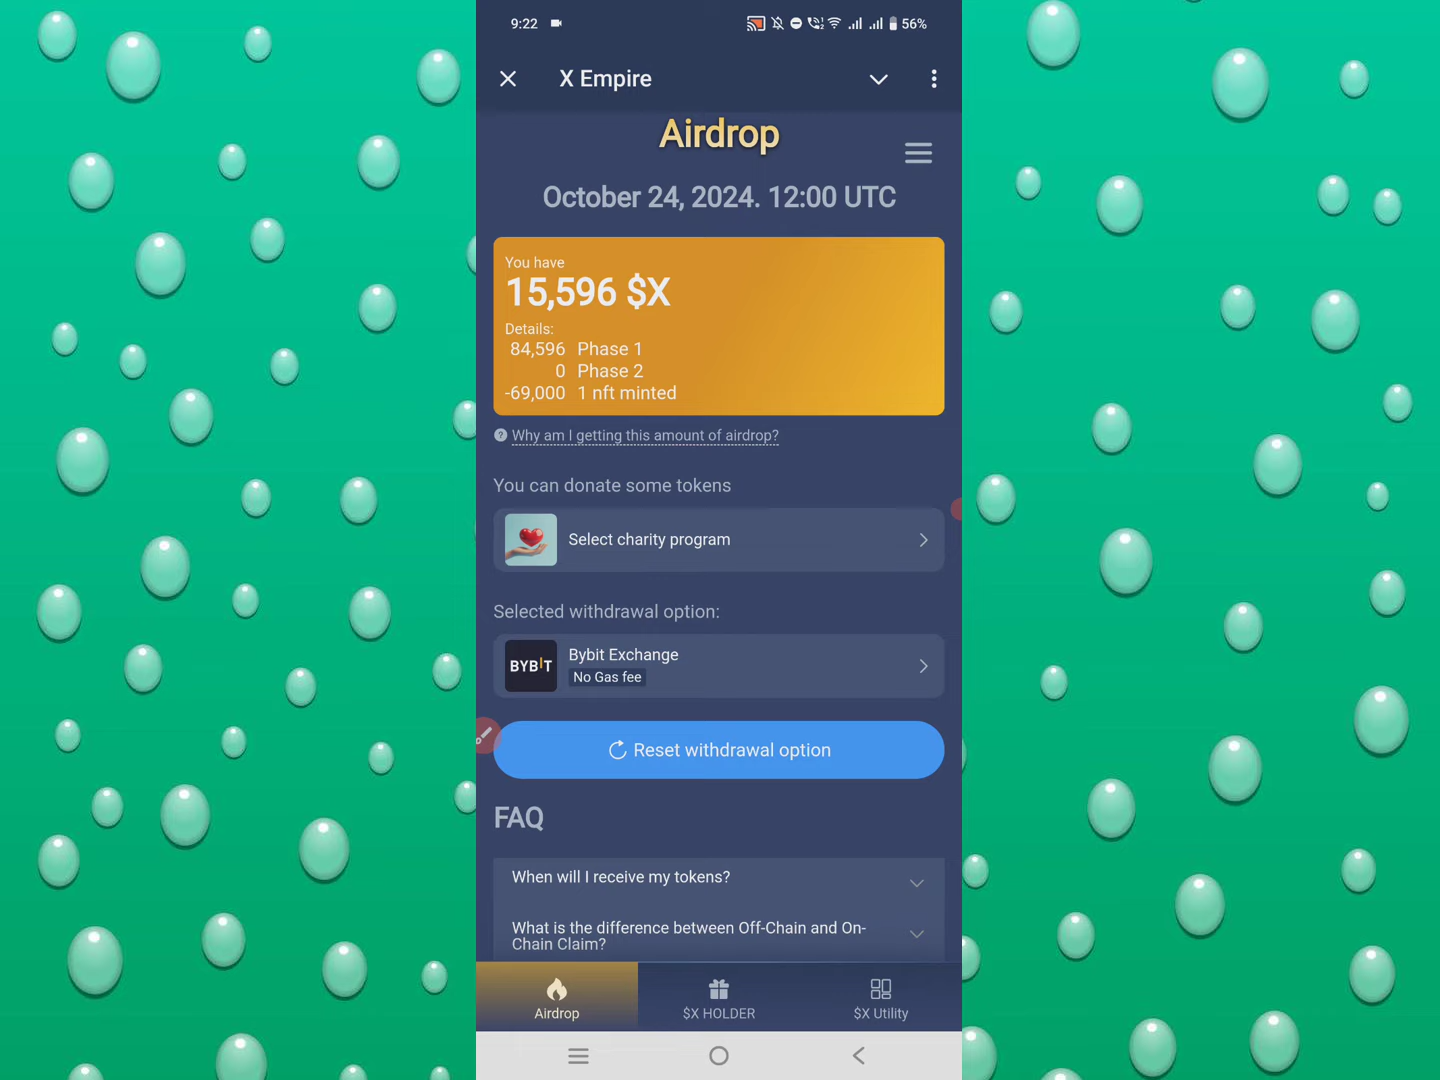 9:22
56%
X Empire
Airdrop
October 24, 2024. 12:00 UTC
You have
15,596 $X
Details:
84,596 Phase 1
0 Phase 2
-69,000 1 nft minted
Why am I getting this amount of airdrop?
You can donate some tokens
Select charity program
Selected withdrawal option:
BYBIT
Bybit Exchange
No Gas fee
Reset withdrawal option
FAQ
When will I receive my tokens?
What is the difference between Off-Chain and On-
Chain Claim?
Airdrop
$X HOLDER
$X Utility